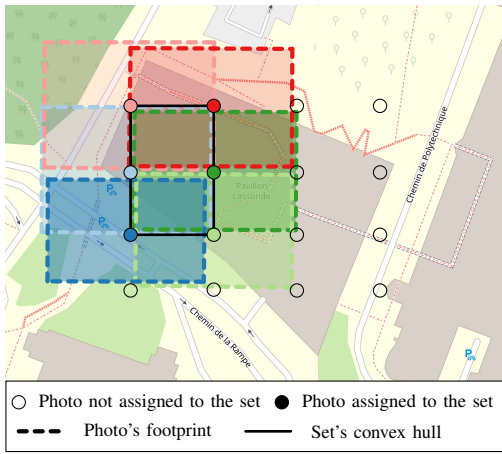 Chemin de Polytechnique
Pavillon
Lassonde
P
P
Chemin de la Rampe
P
Photo not assigned to the set
Photo assigned to the set
Photo's footprint
Set's convex hull